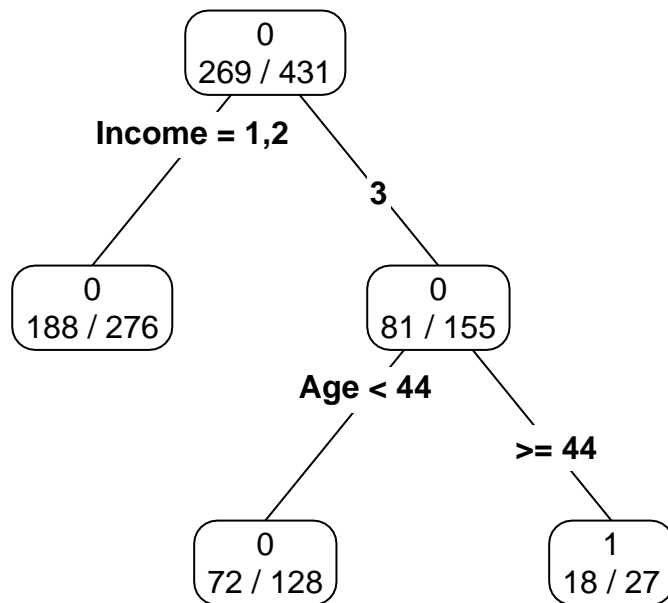 0
269 / 431
Income = 1,2
3
0
188 / 276
0
81 / 155
Age < 44
>= 44
0
72 / 128
1
18 / 27